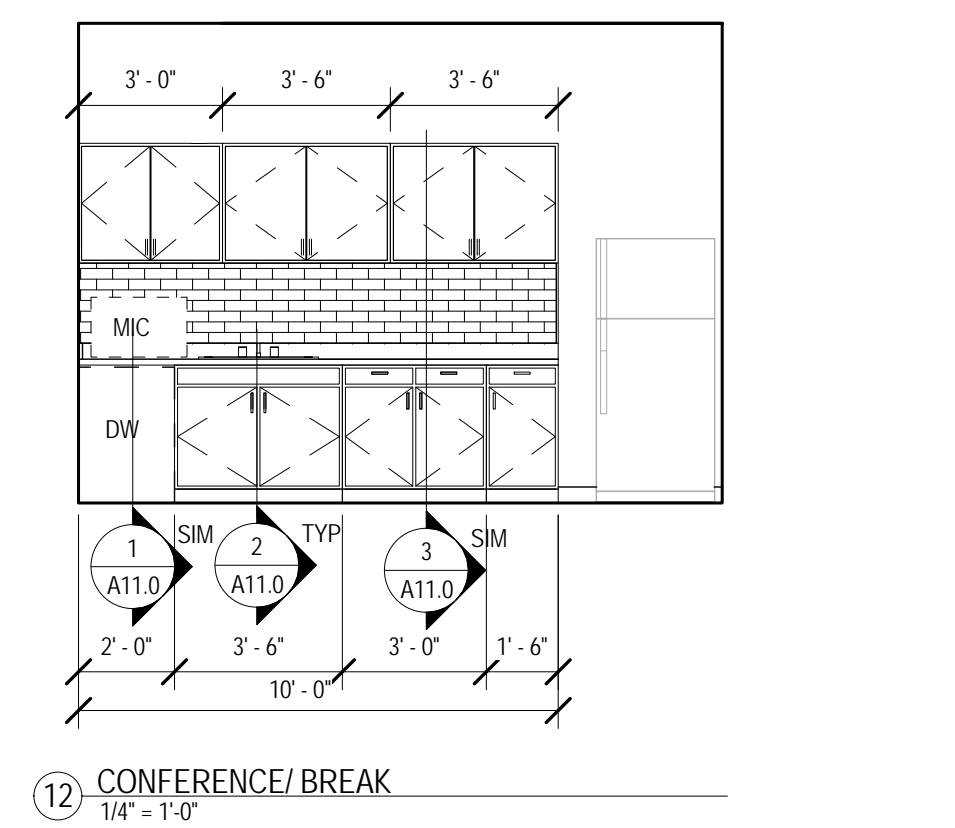 3' - 0" 3' - 6" 3' - 6"
MIC
DW
1 SIM 2 TYP 3 SIM
A11.0 A11.0 A11.0
2' - 0" 3' - 6" 3' - 0" 1' - 6"
10' - 0"
12 CONFERENCE/ BREAK
1/4" = 1'-0"